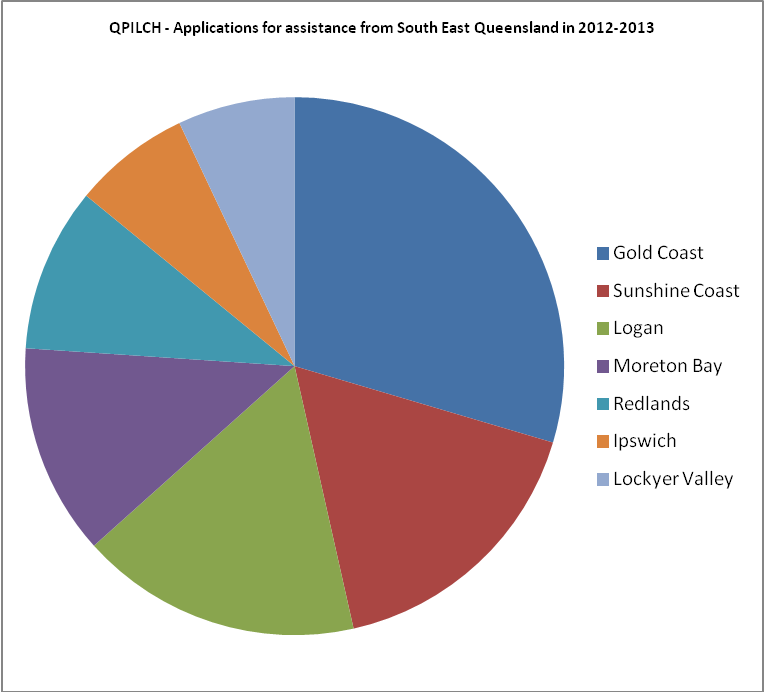 QPILCH - Applications for assistance from South East Queensland in 2012-2013
Gold Coast
Sunshine Coast
Logan
Moreton Bay
Redlands
Ipswich
Lockyer Valley